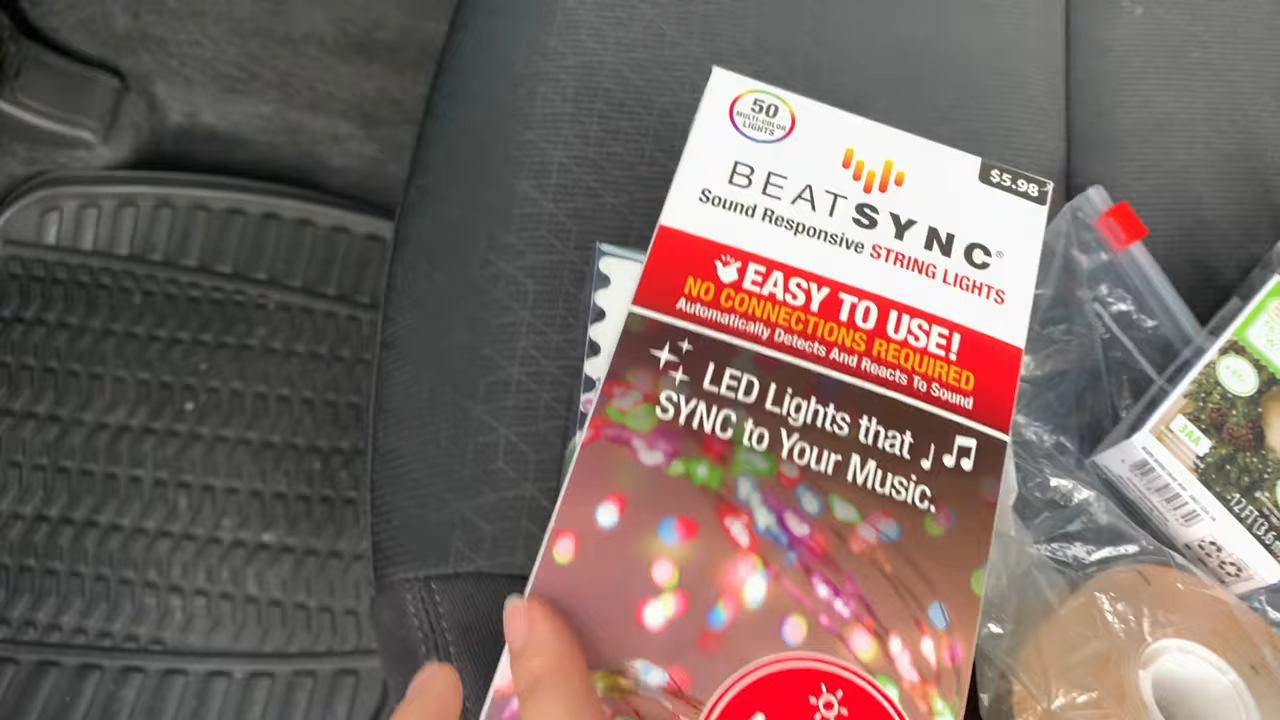 50
MULTI-COLOR
LIGHTS
$5.98
BEATSYNC®
Sound Responsive STRING LIGHTS
EASY TO USE!
NO CONNECTIONS REQUIRED
Automatically Detects And Reacts To Sound
LED Lights that
SYNC to Your Music.
3AA
12FT